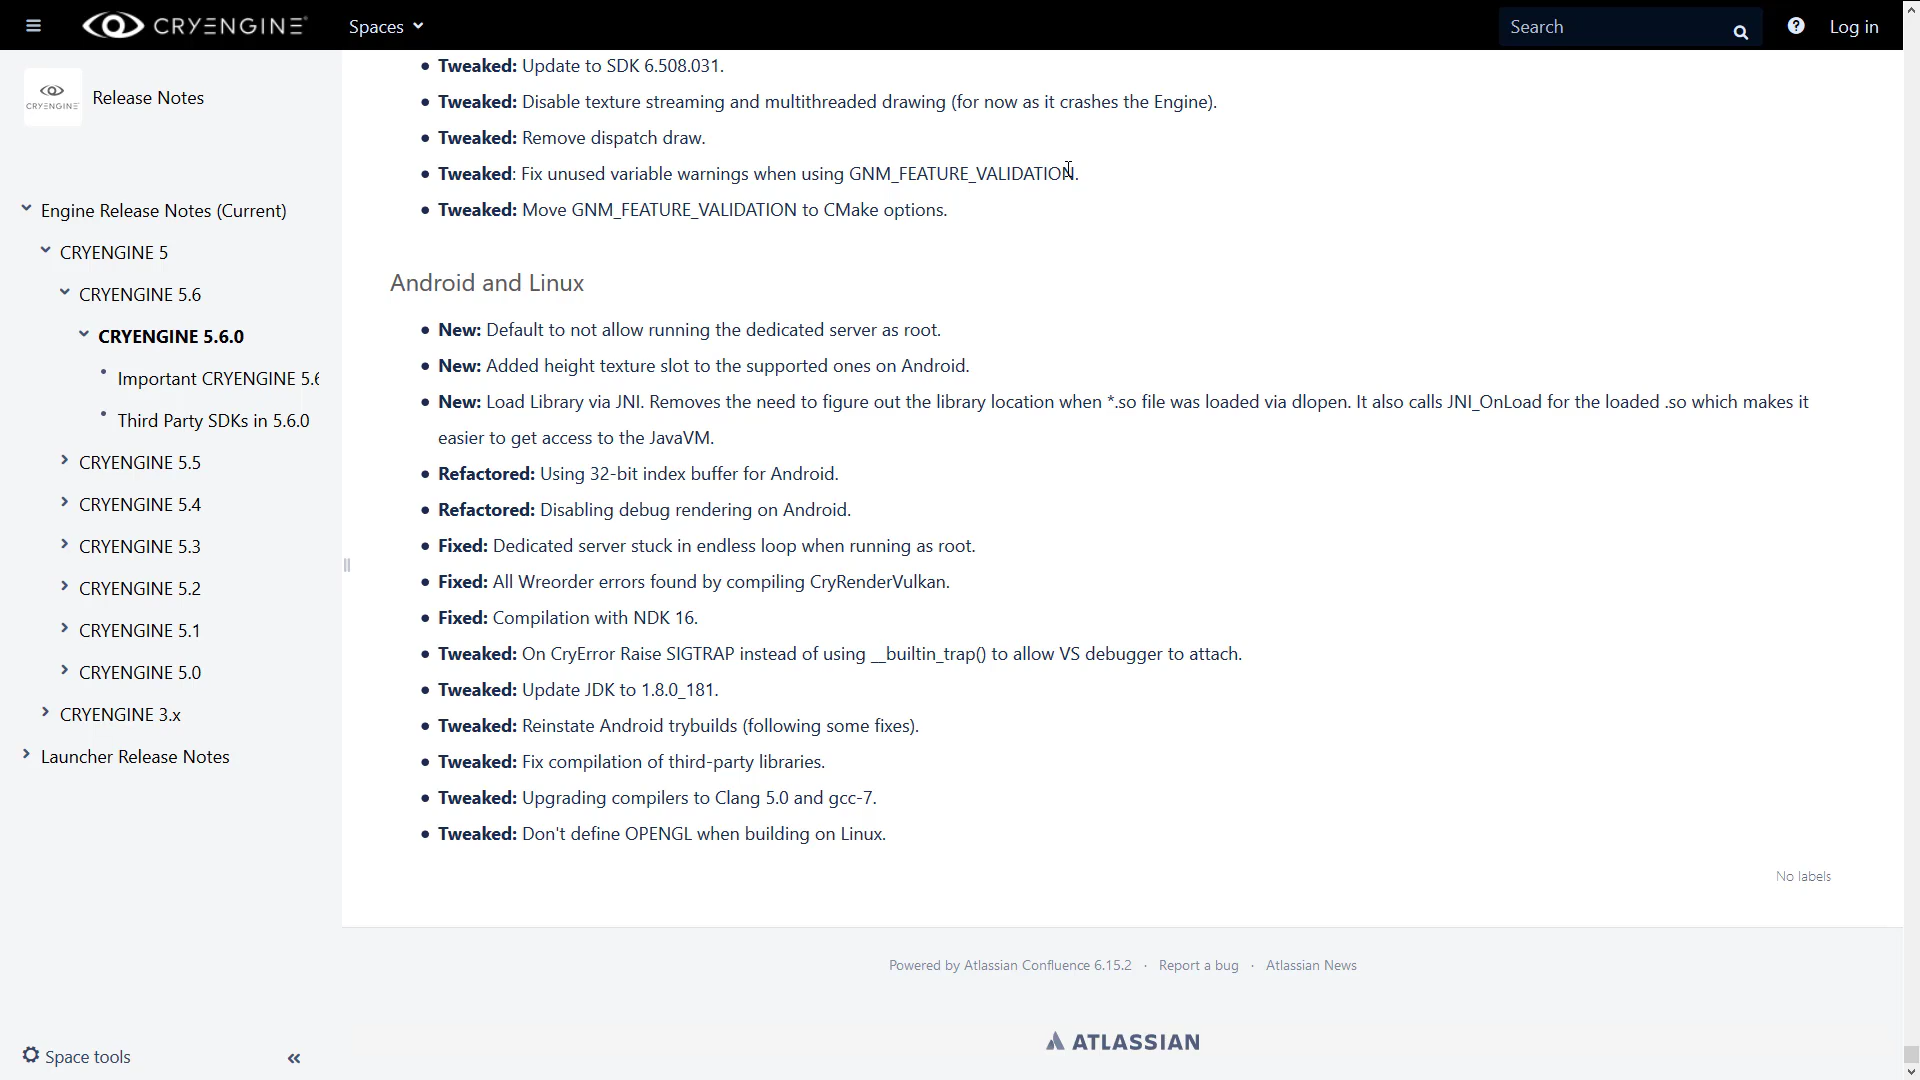 CRYENGINE
Spaces
Search
Log in
CRYENGINE
Release Notes
Engine Release Notes (Current)
CRYENGINE 5
CRYENGINE 5.6
CRYENGINE 5.6.0
Important CRYENGINE 5.6
Third Party SDKs in 5.6.0
CRYENGINE 5.5
CRYENGINE 5.4
CRYENGINE 5.3
CRYENGINE 5.2
CRYENGINE 5.1
CRYENGINE 5.0
CRYENGINE 3.x
Launcher Release Notes
Space tools
• Tweaked: Update to SDK 6.508.031.
• Tweaked: Disable texture streaming and multithreaded drawing (for now as it crashes the Engine).
• Tweaked: Remove dispatch draw.
• Tweaked: Fix unused variable warnings when using GNM_FEATURE_VALIDATION.
• Tweaked: Move GNM_FEATURE_VALIDATION to CMake options.
Android and Linux
• New: Default to not allow running the dedicated server as root.
• New: Added height texture slot to the supported ones on Android.
• New: Load Library via JNI. Removes the need to figure out the library location when *.so file was loaded via dlopen. It also calls JNI_OnLoad for the loaded .so which makes it
easier to get access to the JavaVM.
• Refactored: Using 32-bit index buffer for Android.
• Refactored: Disabling debug rendering on Android.
• Fixed: Dedicated server stuck in endless loop when running as root.
• Fixed: All Wreorder errors found by compiling CryRenderVulkan.
• Fixed: Compilation with NDK 16.
• Tweaked: On CryError Raise SIGTRAP instead of using __builtin_trap() to allow VS debugger to attach.
• Tweaked: Update JDK to 1.8.0_181.
• Tweaked: Reinstate Android trybuilds (following some fixes).
• Tweaked: Fix compilation of third-party libraries.
• Tweaked: Upgrading compilers to Clang 5.0 and gcc-7.
• Tweaked: Don't define OPENGL when building on Linux.
No labels
Powered by Atlassian Confluence 6.15.2 · Report a bug · Atlassian News
ATLASSIAN